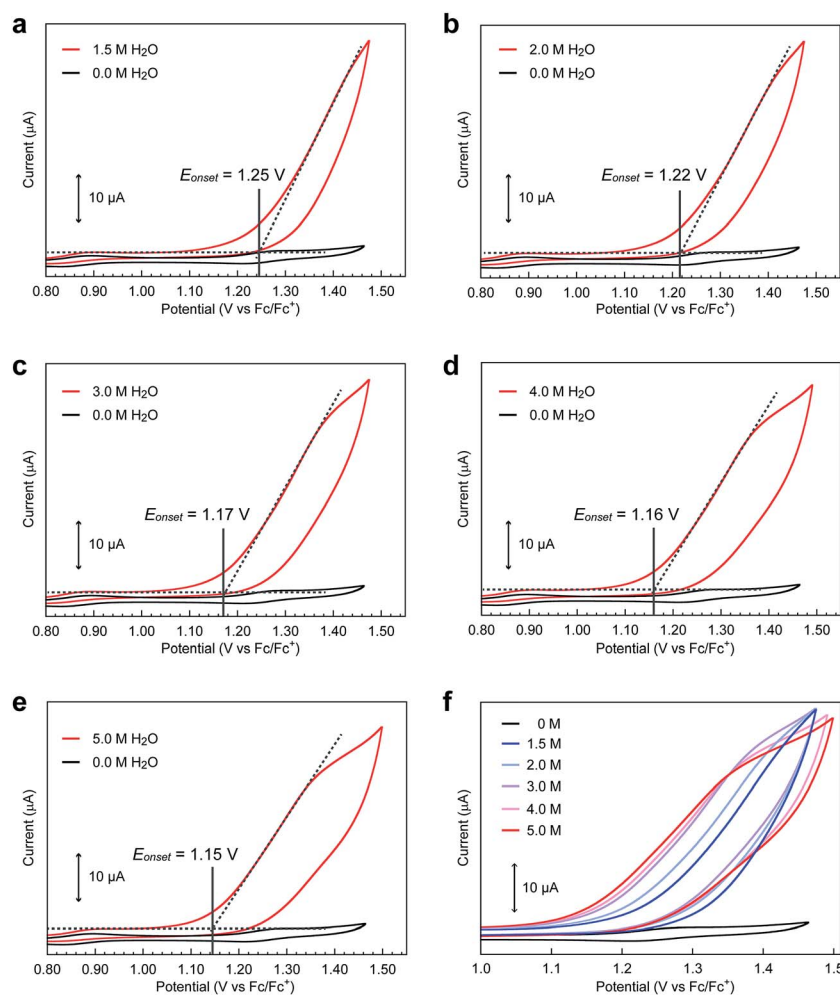 a
1.5 M H2O
0.0 M H2O
Current (μA)
Eonset = 1.25 V
10 μA
0.80 0.90 1.00 1.10 1.20 1.30 1.40 1.50
Potential (V vs Fc/Fc+)
b
2.0 M H2O
0.0 M H2O
Current (μA)
Eonset = 1.22 V
10 μA
0.80 0.90 1.00 1.10 1.20 1.30 1.40 1.50
Potential (V vs Fc/Fc+)
c
3.0 M H2O
0.0 M H2O
Current (μA)
Eonset = 1.17 V
10 μA
0.80 0.90 1.00 1.10 1.20 1.30 1.40 1.50
Potential (V vs Fc/Fc+)
d
4.0 M H2O
0.0 M H2O
Current (μA)
Eonset = 1.16 V
10 μA
0.80 0.90 1.00 1.10 1.20 1.30 1.40 1.50
Potential (V vs Fc/Fc+)
e
5.0 M H2O
0.0 M H2O
Current (μA)
Eonset = 1.15 V
10 μA
0.80 0.90 1.00 1.10 1.20 1.30 1.40 1.50
Potential (V vs Fc/Fc+)
f
0 M
1.5 M
2.0 M
3.0 M
4.0 M
5.0 M
Current (μA)
10 μA
1.0 1.1 1.2 1.3 1.4 1.5
Potential (V vs Fc/Fc+)